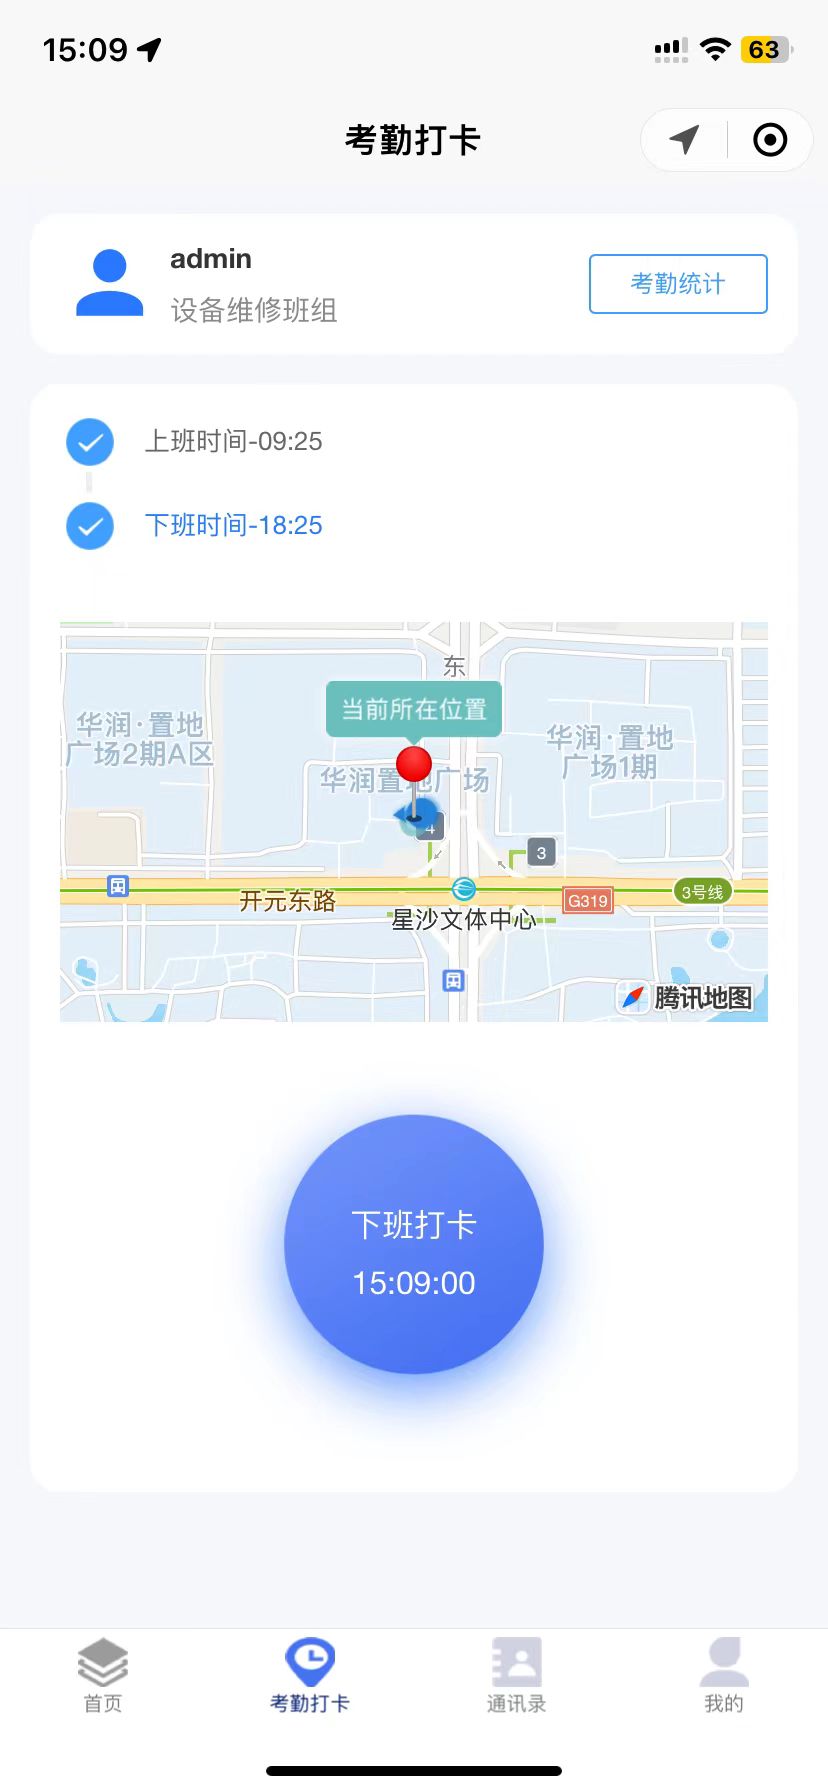 15:09
63
考勤打卡
admin
设备维修班组
考勤统计
上班时间-09:25
下班时间-18:25
东
当前所在位置
华润·置地
广场2期A区
华润·置地
广场1期
华润置地广场
4
3
开元东路
G319
3号线
星沙文体中心
腾讯地图
下班打卡
15:09:00
首页
考勤打卡
通讯录
我的